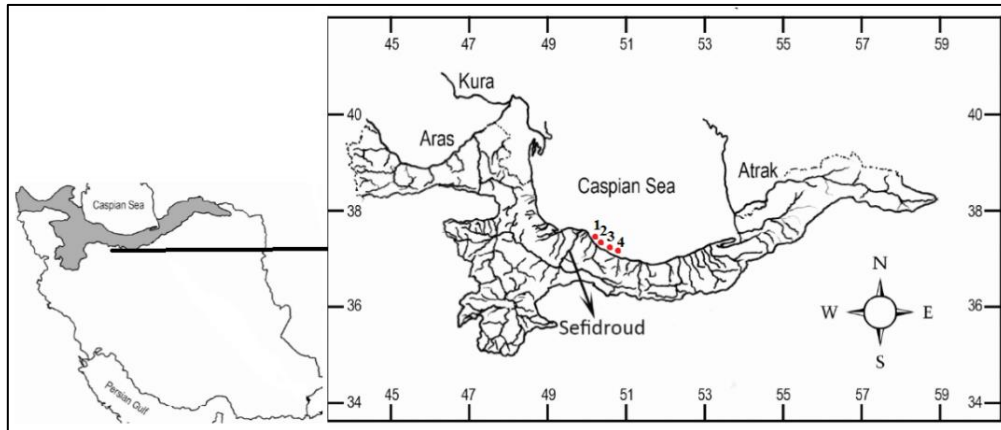 45 47 49 51 53 55 57 59
Kura
40 40
Aras
Atrak
Caspian Sea
Caspian Sea
38 38
1 2 3 4
N
W E
S
36 36
Sefidroud
Persian Gulf
34 34
45 47 49 51 53 55 57 59